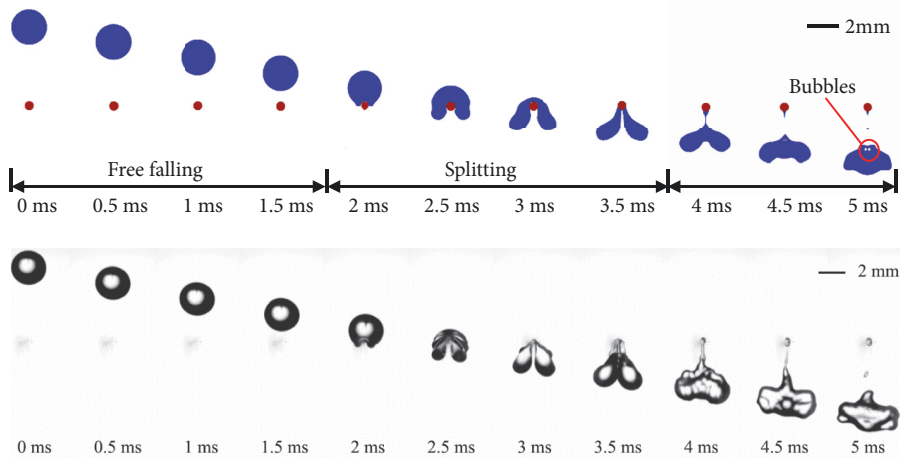 2mm
Bubbles
Free falling
Splitting
0 ms 0.5 ms 1 ms 1.5 ms 2 ms 2.5 ms 3 ms 3.5 ms 4 ms 4.5 ms 5 ms
2 mm
0 ms 0.5 ms 1 ms 1.5 ms 2 ms 2.5 ms 3 ms 3.5 ms 4 ms 4.5 ms 5 ms